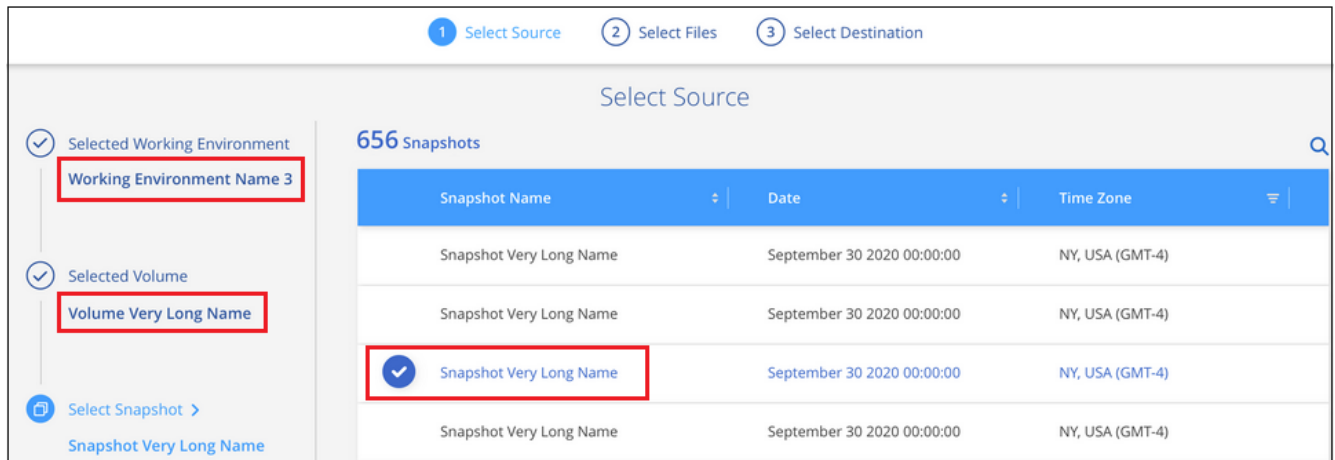 1 Select Source 2 Select Files 3 Select Destination
Select Source
Selected Working Environment
Working Environment Name 3
Selected Volume
Volume Very Long Name
Select Snapshot >
Snapshot Very Long Name
656 Snapshots
Snapshot Name Date Time Zone
Snapshot Very Long Name September 30 2020 00:00:00 NY, USA (GMT-4)
Snapshot Very Long Name September 30 2020 00:00:00 NY, USA (GMT-4)
Snapshot Very Long Name September 30 2020 00:00:00 NY, USA (GMT-4)
Snapshot Very Long Name September 30 2020 00:00:00 NY, USA (GMT-4)